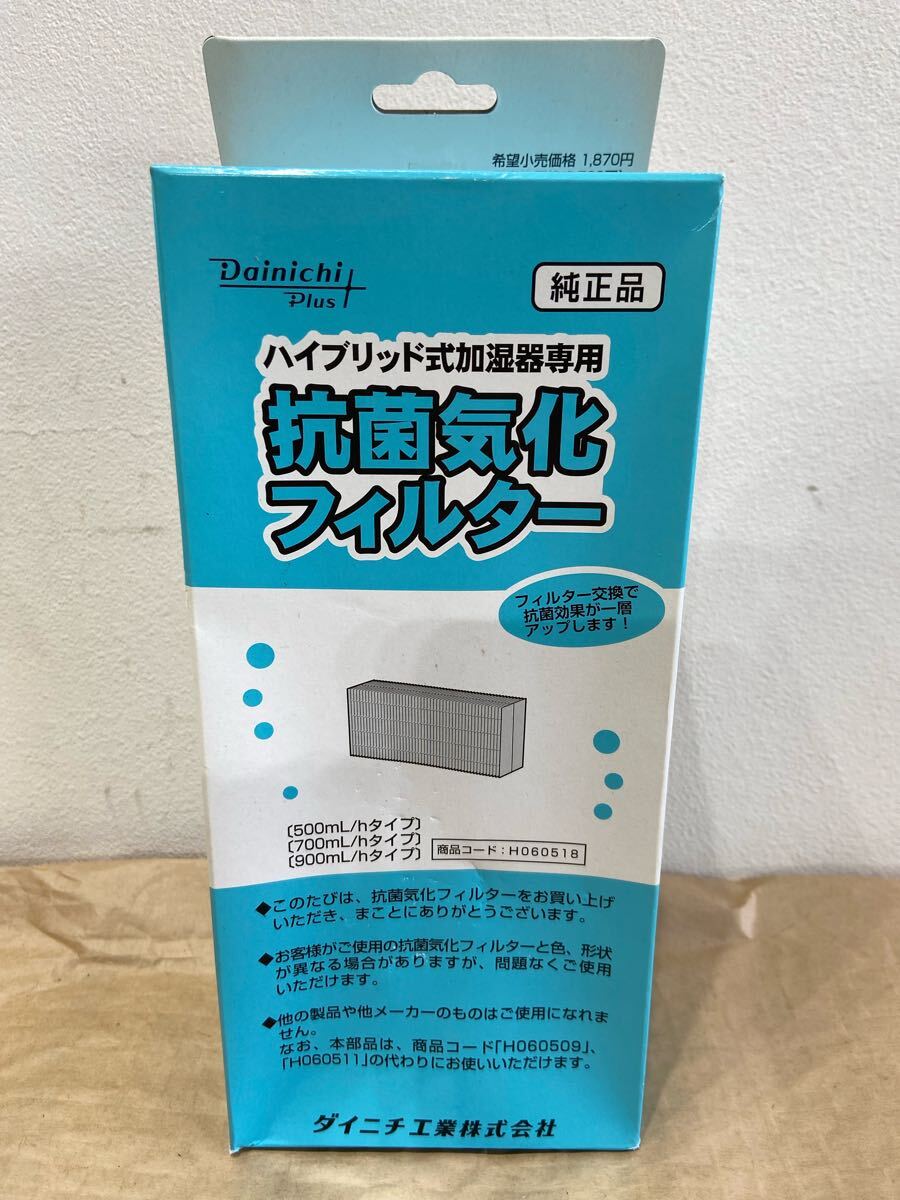 希望小売価格 1,870円
Dainichi
Plus
純正品
ハイブリッド式加湿器専用
抗菌気化
フィルター
フィルター交換で
抗菌効果が一層
アップします!
〔500mL/hタイプ〕
〔700mL/hタイプ〕
〔900mL/hタイプ〕
商品コード:H060518
◆このたびは、抗菌気化フィルターをお買い上げ
いただき、まことにありがとうございます。
◆お客様がご使用の抗菌気化フィルターと色、形状
が異なる場合がありますが、問題なくご使用
いただけます。
◆他の製品や他メーカーのものはご使用になれま
せん。
なお、本部品は、商品コード「H060509」、
「H060511」の代わりにお使いいただけます。
ダイニチ工業株式会社